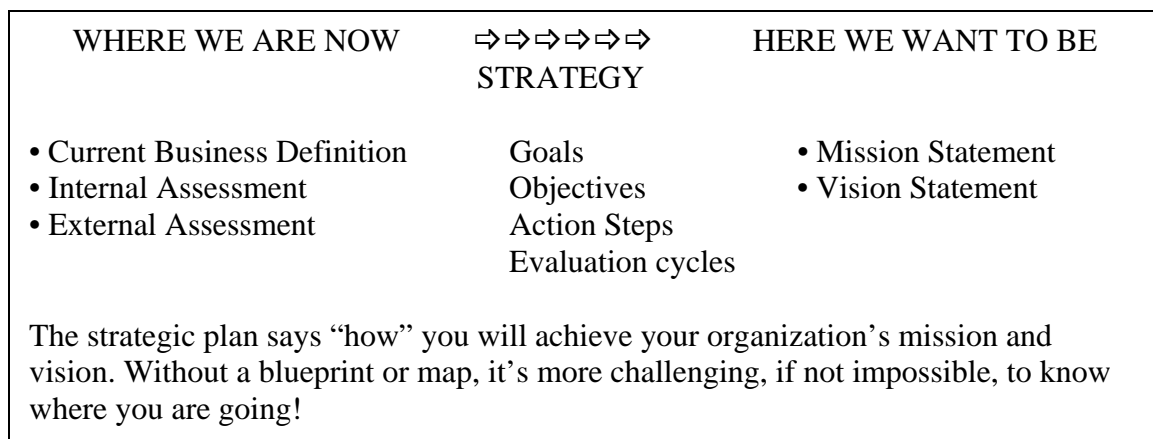 WHERE WE ARE NOW ⇨⇨⇨⇨⇨⇨ HERE WE WANT TO BE
STRATEGY
• Current Business Definition Goals • Mission Statement
• Internal Assessment Objectives • Vision Statement
• External Assessment Action Steps
Evaluation cycles
The strategic plan says “how” you will achieve your organization’s mission and
vision. Without a blueprint or map, it’s more challenging, if not impossible, to know
where you are going!